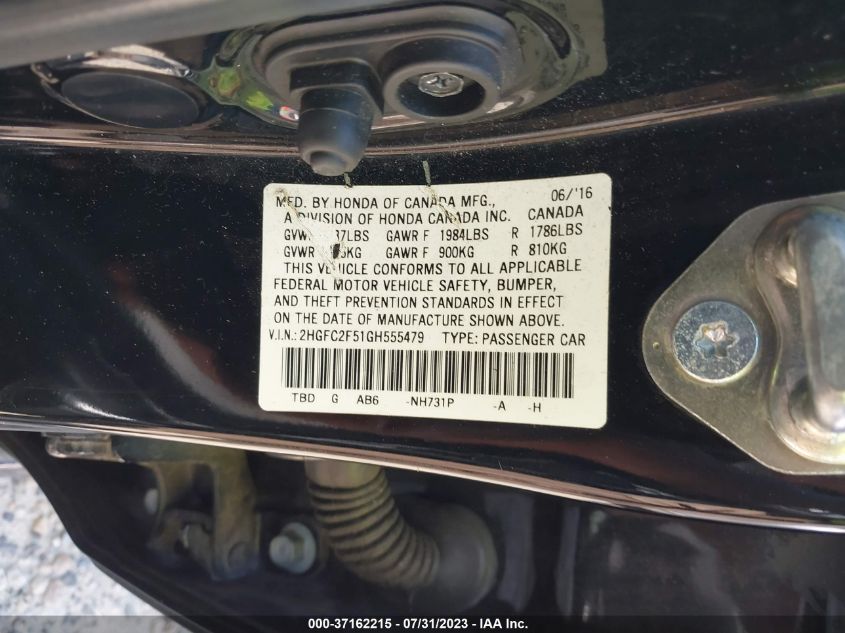 MFD. BY HONDA OF CANADA MFG., 06/'16
A DIVISION OF HONDA CANADA INC. CANADA
GVWR 37LBS GAWR F 1984LBS R 1786LBS
GVWR KG GAWR F 900KG R 810KG
THIS VEHICLE CONFORMS TO ALL APPLICABLE
FEDERAL MOTOR VEHICLE SAFETY, BUMPER,
AND THEFT PREVENTION STANDARDS IN EFFECT
ON THE DATE OF MANUFACTURE SHOWN ABOVE.
V.I.N.: 2HGFC2F51GH555479 TYPE: PASSENGER CAR
TBD G AB6 -NH731P -A -H
000-37162215 - 07/31/2023 - IAA Inc.